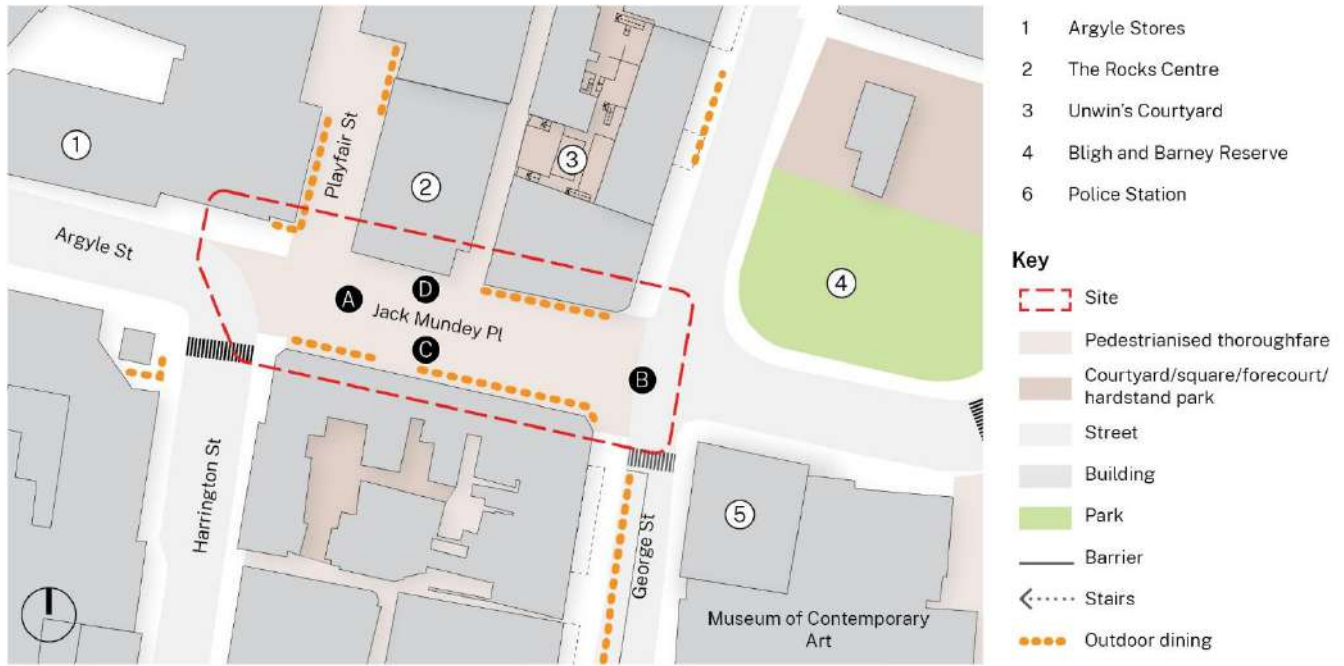 1 Argyle Stores
2 The Rocks Centre
3 Unwin's Courtyard
4 Bligh and Barney Reserve
6 Police Station
Key
Site
Pedestrianised thoroughfare
Courtyard/square/forecourt/
hardstand park
Street
Building
Park
Barrier
Stairs
Outdoor dining
1
2
3
4
5
Playfair St
Argyle St
A
D
Jack Mundey Pl
C
B
Harrington St
George St
Museum of Contemporary
Art